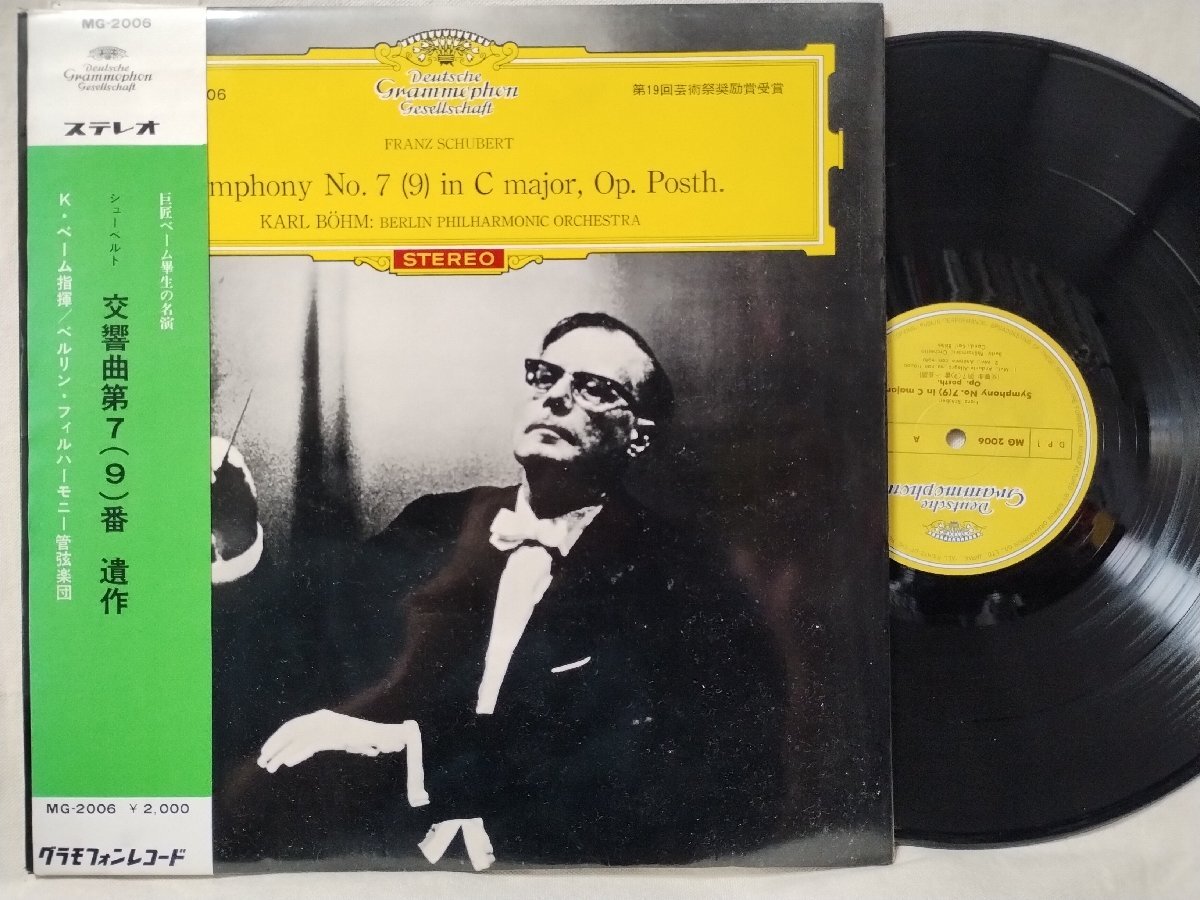 MG-2006
Deutsche
Grammophon
Gesellschaft
ステレオ
巨匠ベーム畢生の名演
シューベルト
交響曲第7(9)番 遺作
K・ベーム指揮/ベルリン・フィルハーモニー管弦楽団
MG-2006 ¥2,000
グラモフォンレコード
06
Deutsche
Grammophon
Gesellschaft
第19回芸術祭奨励賞受賞
FRANZ SCHUBERT
mphony No. 7 (9) in C major, Op. Posth.
KARL BÖHM: BERLIN PHILHARMONIC ORCHESTRA
STEREO
Deutsche
Grammophon
MG 2006
A
Symphony No. 7(9) in C major
Op. posth.